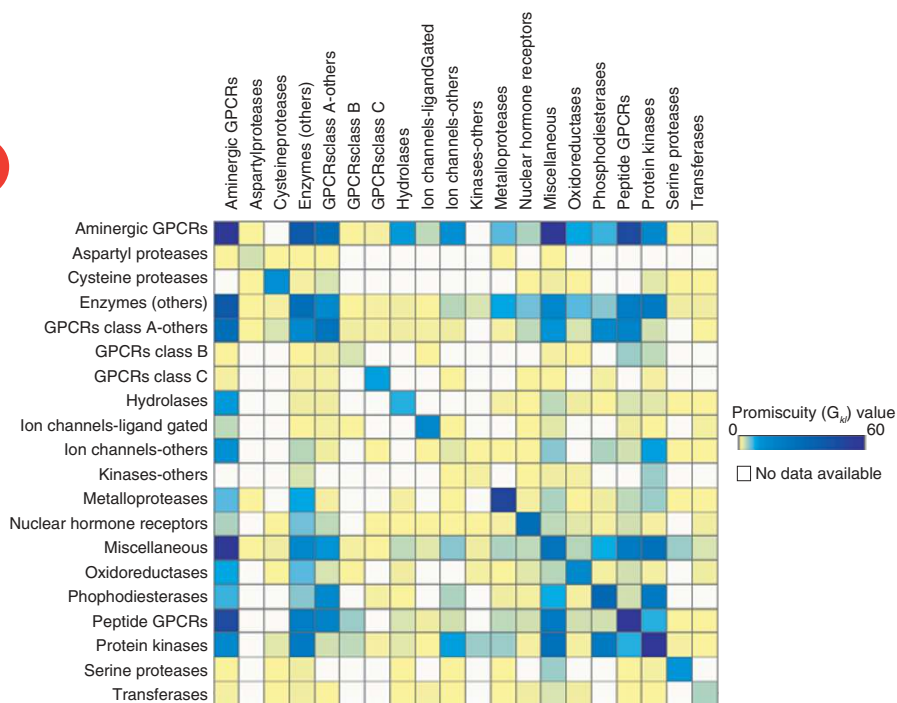 Aminergic GPCRs
Aspartylproteases
Cystineproteases
Enzymes (others)
GPCRsclass A-others
GPCRsclass B
GPCRsclass C
Hydrolases
Ion channels-ligandGated
Ion channels-others
Kinases-others
Metalloproteases
Nuclear hormone receptors
Miscellaneous
Oxidoreductases
Phosphodiesterases
Peptide GPCRs
Protein kinases
Serine proteases
Transferases
Aminergic GPCRs
Aspartyl proteases
Cysteine proteases
Enzymes (others)
GPCRs class A-others
GPCRs class B
GPCRs class C
Hydrolases
Ion channels-ligand gated
Ion channels-others
Kinases-others
Metalloproteases
Nuclear hormone receptors
Miscellaneous
Oxidoreductases
Phophodiesterases
Peptide GPCRs
Protein kinases
Serine proteases
Transferases
Promiscuity (Gkl) value
0 60
No data available